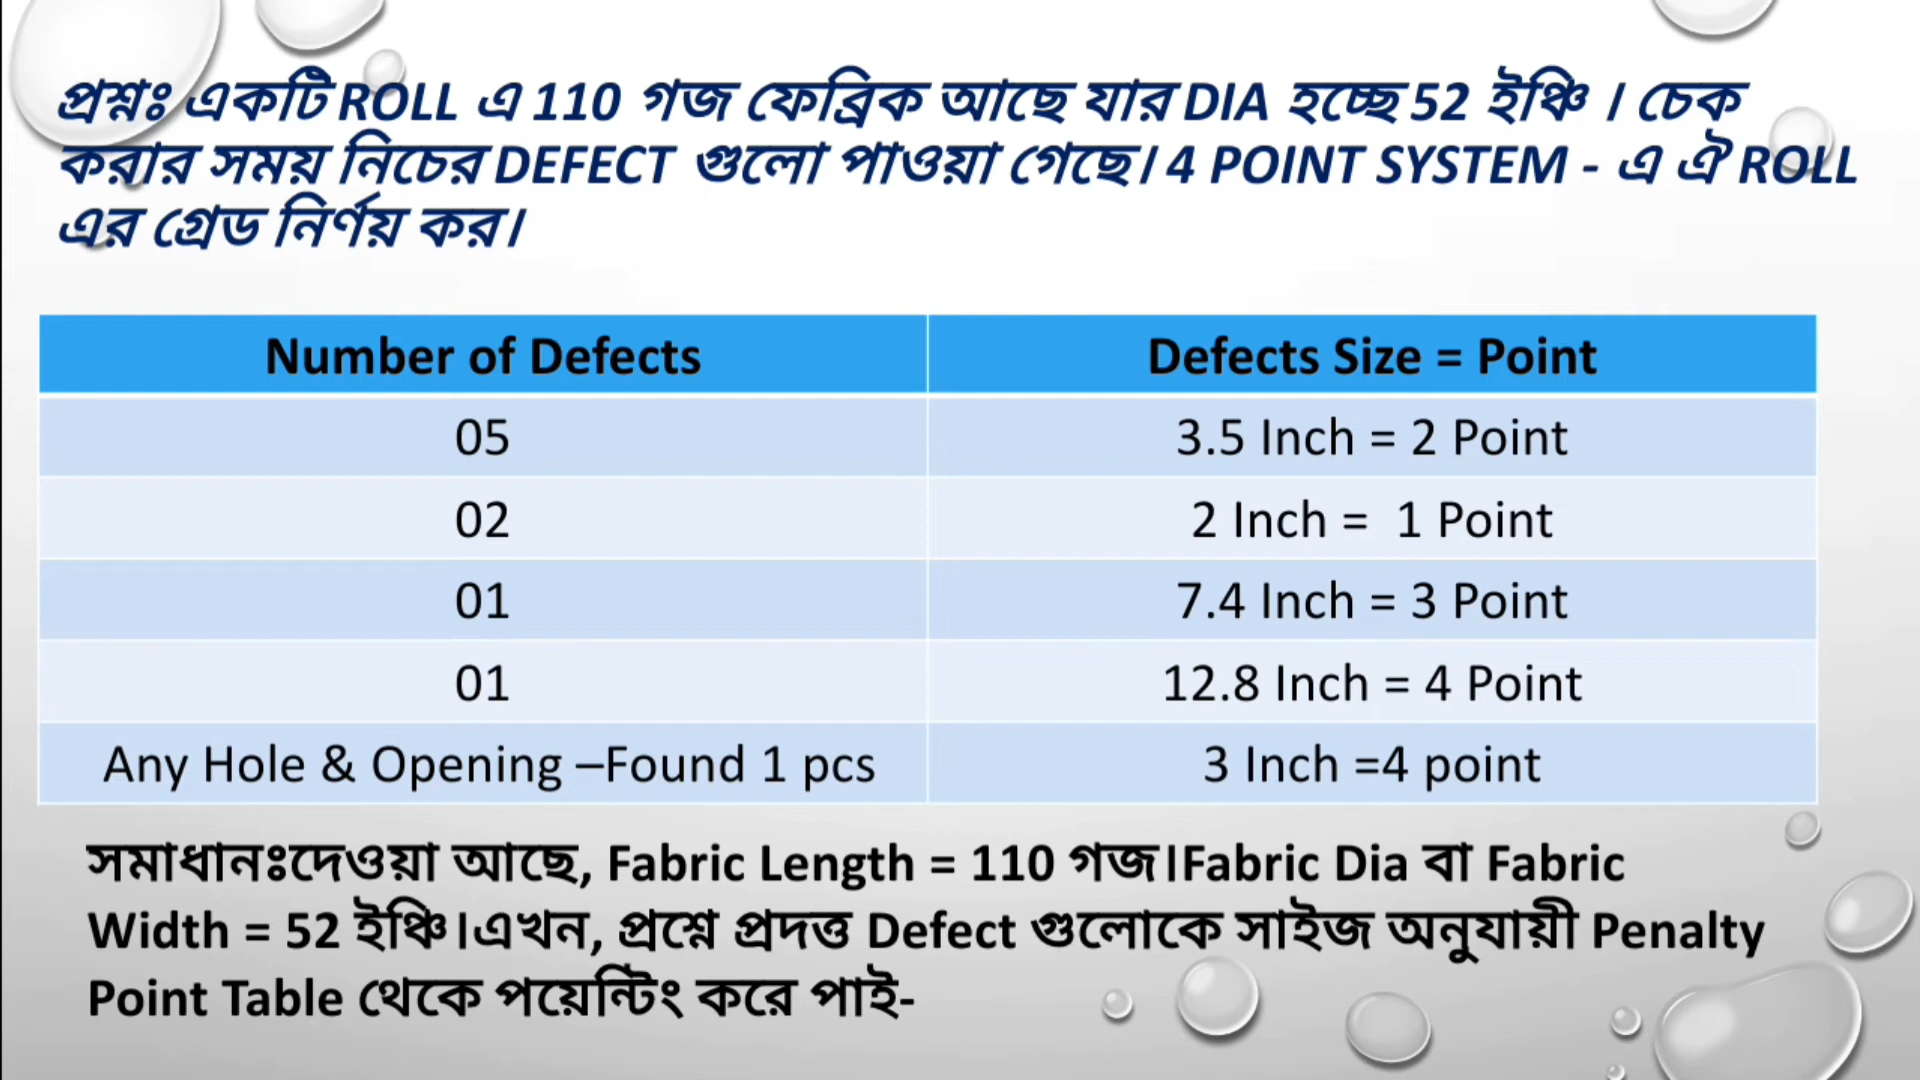 প্রশ্নঃ একটি ROLL এ 110 গজ ফেব্রিক আছে যার DIA হচ্ছে 52 ইঞ্চি । চেক
করার সময় নিচের DEFECT গুলো পাওয়া গেছে। 4 POINT SYSTEM - এ ঐ ROLL
এর গ্রেড নির্ণয় কর।
Number of Defects Defects Size = Point
05 3.5 Inch = 2 Point
02 2 Inch = 1 Point
01 7.4 Inch = 3 Point
01 12.8 Inch = 4 Point
Any Hole & Opening –Found 1 pcs 3 Inch =4 point
সমাধানঃদেওয়া আছে, Fabric Length = 110 গজ।Fabric Dia বা Fabric
Width = 52 ইঞ্চি।এখন, প্রশ্নে প্রদত্ত Defect গুলোকে সাইজ অনুযায়ী Penalty
Point Table থেকে পয়েন্টিং করে পাই-